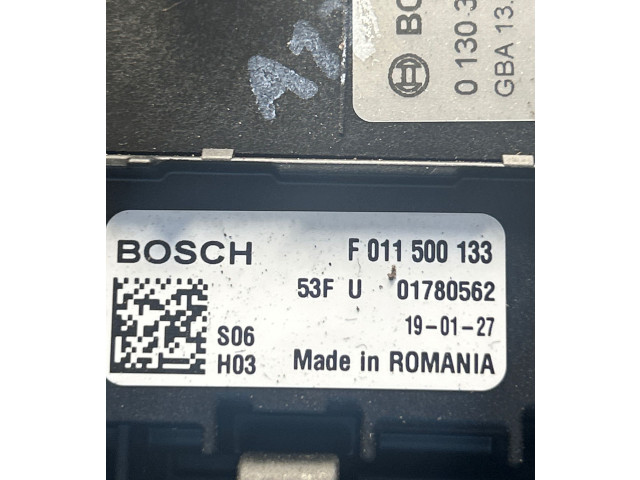 0 130 3
GBA 13.
BOSCH
F 011 500 133
53F U 01780562
19-01-27
S06
H03
Made in ROMANIA